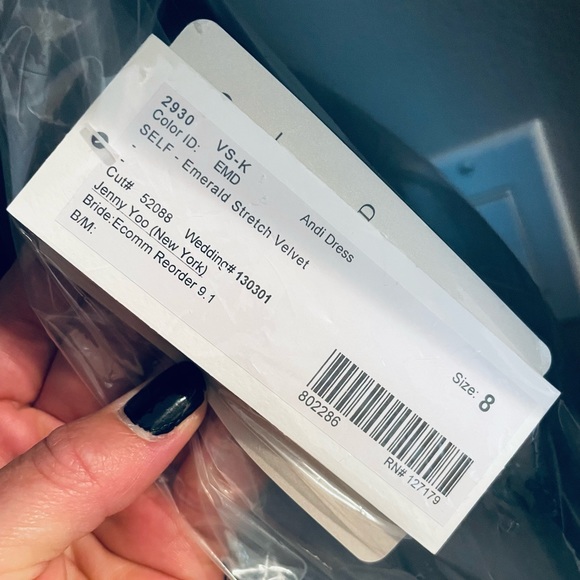 2930 VS-K
Color ID: EMD
SELF - Emerald Stretch Velvet
Andi Dress
Cut# 52088 Wedding# 130301
Jenny Yoo (New York)
Bride:Ecomm Reorder 9.1
B/M:
Size: 8
802286
RN# 127179